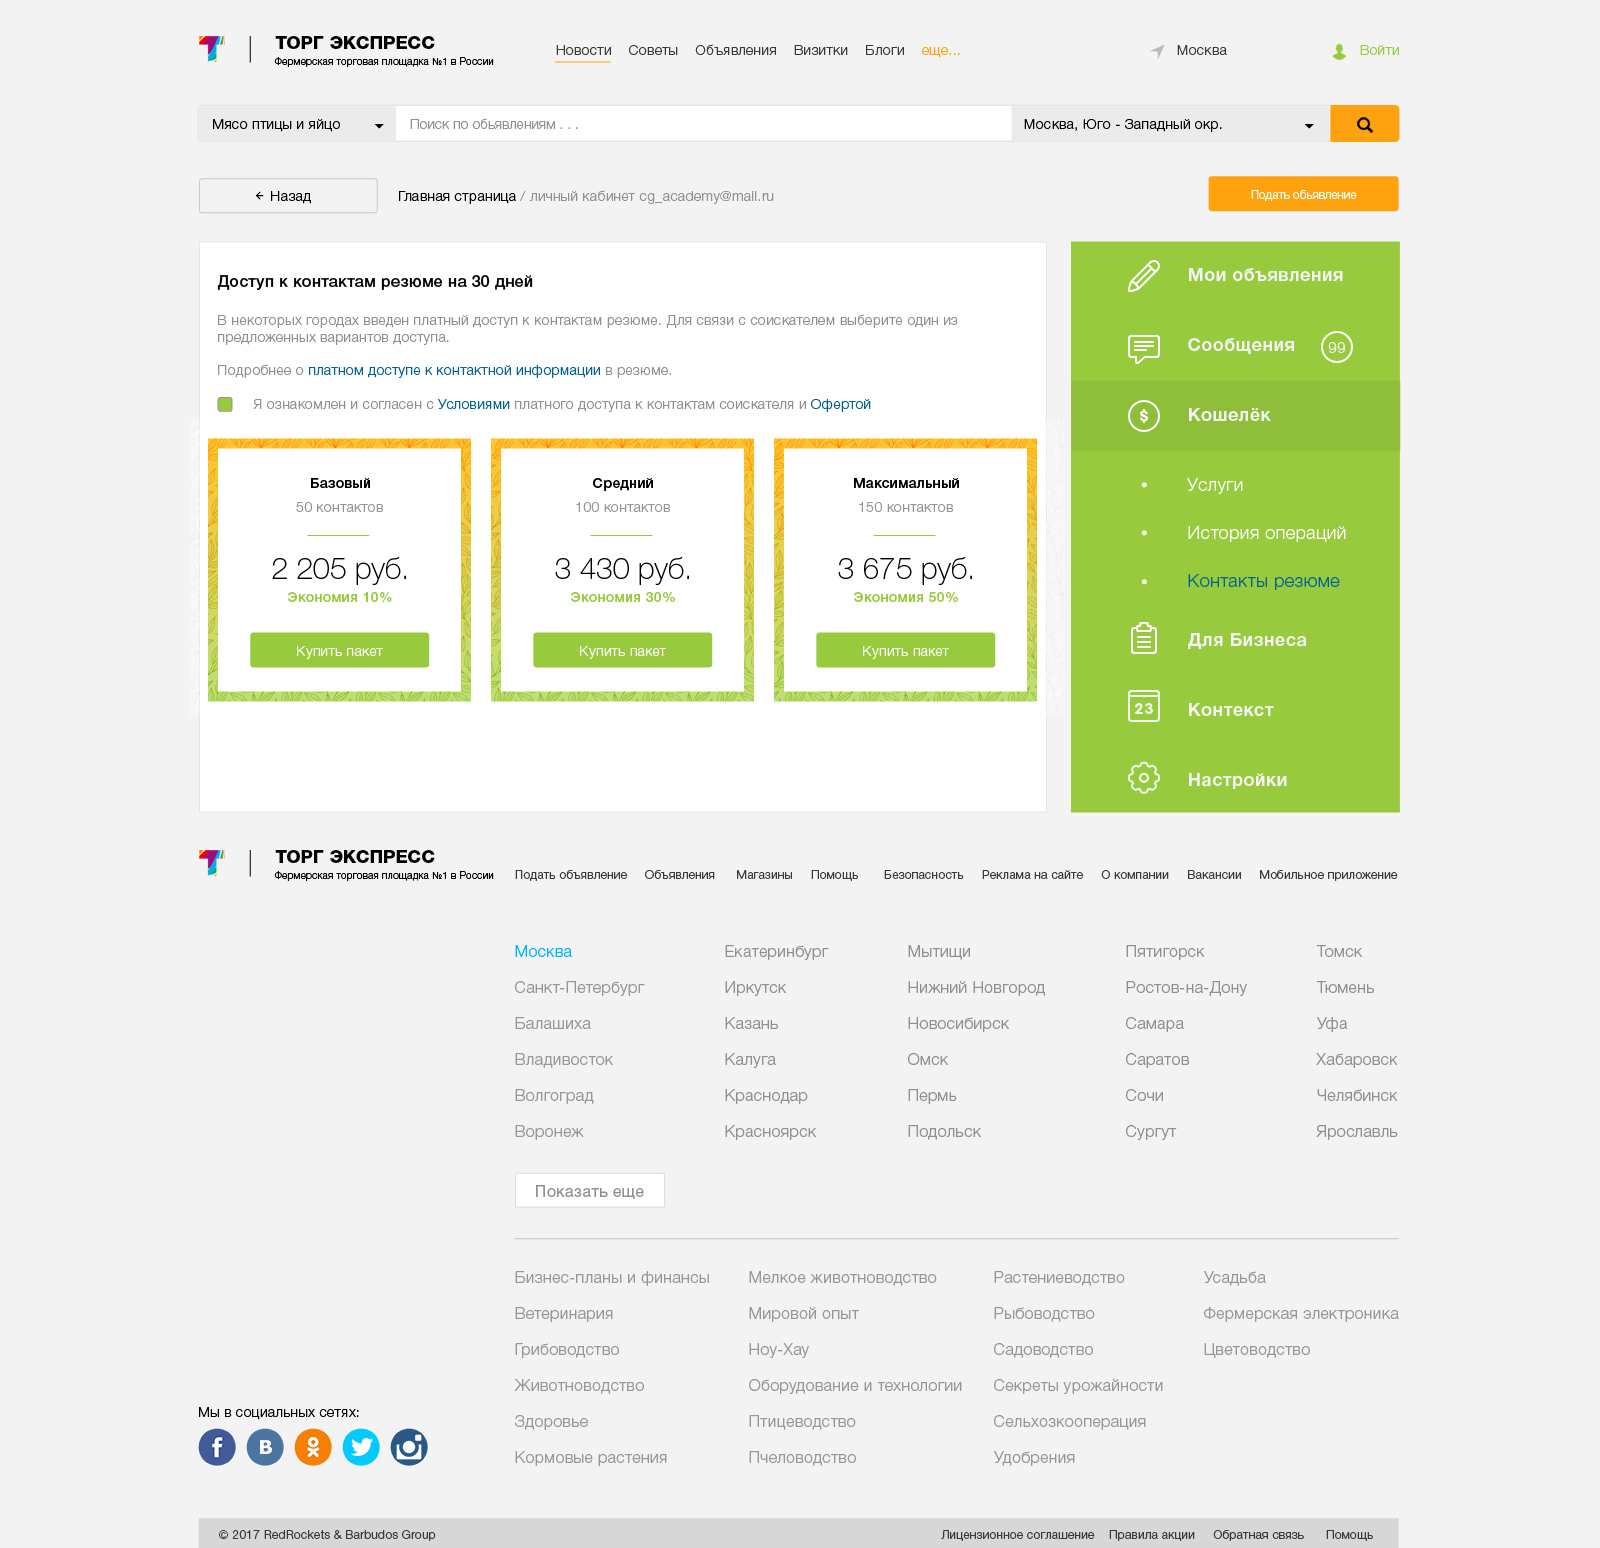 ТОРГ ЭКСПРЕСС
Фермерская торговая площадка №1 в России
Новости Советы Объявления Визитки Блоги еще...
Москва
Войти
Мясо птицы и яйцо
Поиск по обьявлениям . . .
Москва, Юго - Западный окр.
Назад
Главная страница / личный кабинет cg_academy@mall.ru
Подать обьявление
Доступ к контактам резюме на 30 дней
В некоторых городах введен платный доступ к контактам резюме. Для связи с соискателем выберите один из
предложенных вариантов доступа.
Подробнее о платном доступе к контактной информации в резюме.
Я ознакомлен и согласен с Условиями платного доступа к контактам соискателя и Офертой
Базовый
50 контактов
2 205 руб.
Экономия 10%
Купить пакет
Средний
100 контактов
3 430 руб.
Экономия 30%
Купить пакет
Максимальный
150 контактов
3 675 руб.
Экономия 50%
Купить пакет
Мои объявления
Сообщения 99
$ Кошелёк
• Услуги
• История операций
• Контакты резюме
Для Бизнеса
23 Контекст
Настройки
ТОРГ ЭКСПРЕСС
Фермерская торговая площадка №1 в России
Подать объявление Объявления Магазины Помощь Безопасность Реклама на сайте О компании Вакансии Мобильное приложение
Москва Екатеринбург Мытищи Пятигорск Томск
Санкт-Петербург Иркутск Нижний Новгород Ростов-на-Дону Тюмень
Балашиха Казань Новосибирск Самара Уфа
Владивосток Калуга Омск Саратов Хабаровск
Волгоград Краснодар Пермь Сочи Челябинск
Воронеж Красноярск Подольск Сургут Ярославль
Показать еще
Бизнес-планы и финансы Мелкое животноводство Растениеводство Усадьба
Ветеринария Мировой опыт Рыбоводство Фермерская электроника
Грибоводство Ноу-Хау Садоводство Цветоводство
Животноводство Оборудование и технологии Секреты урожайности
Здоровье Птицеводство Сельхозкооперация
Кормовые растения Пчеловодство Удобрения
Мы в социальных сетях:
© 2017 RedRockets & Barbudos Group
Лицензионное соглашение Правила акции Обратная связь Помощь